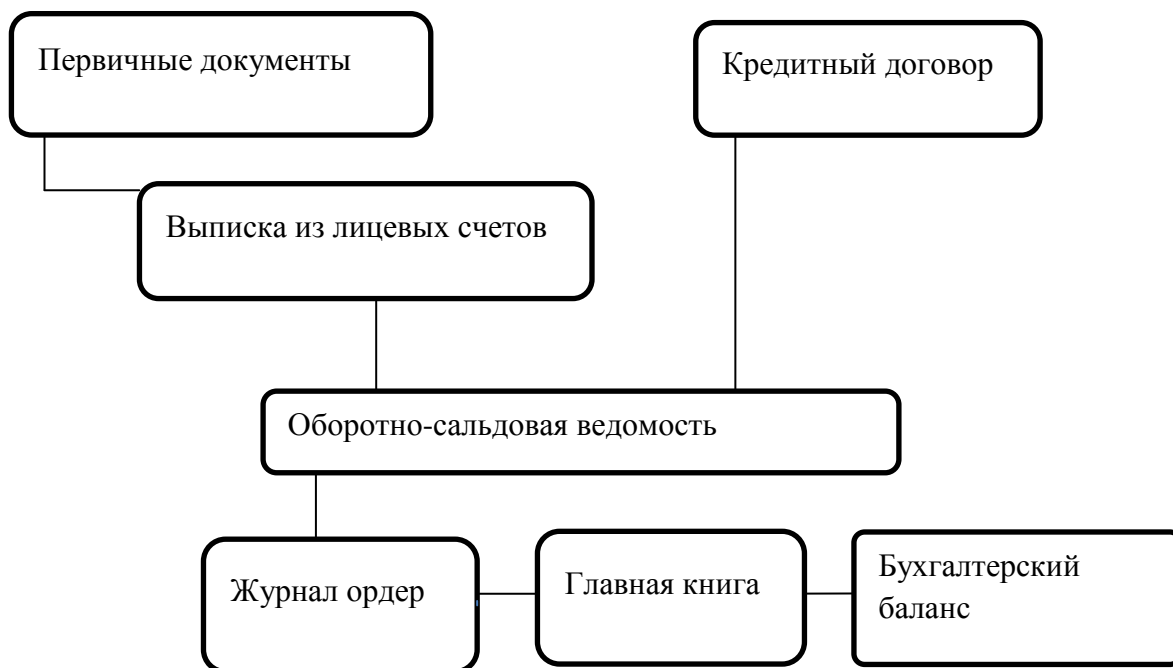 Первичные документы
Кредитный договор
Выписка из лицевых счетов
Оборотно-сальдовая ведомость
Журнал ордер
Главная книга
Бухгалтерский
баланс